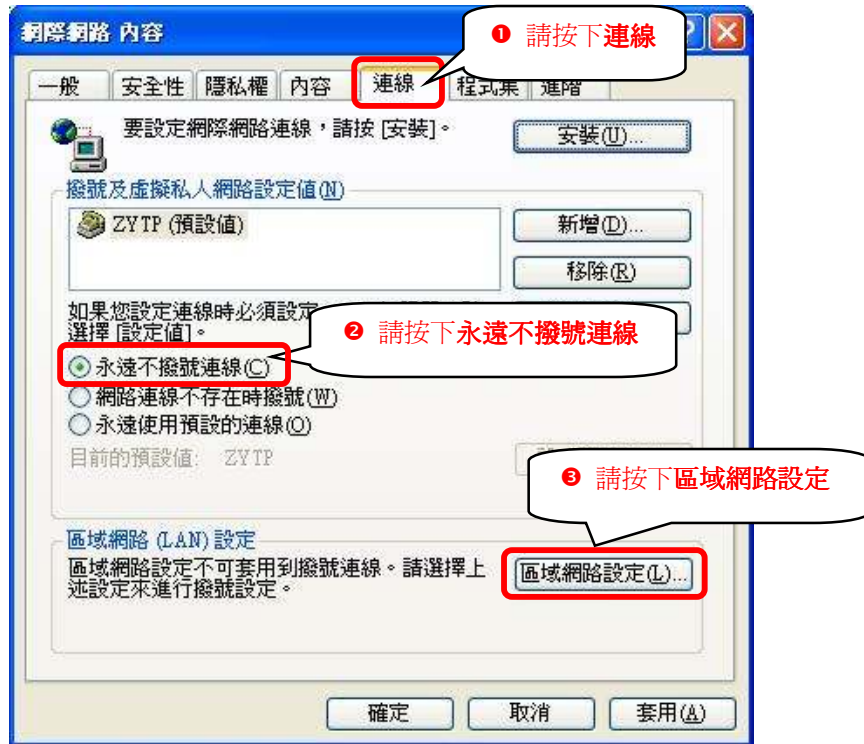 網際網路 內容
?
❶ 請按下連線
一般 安全性 隱私權 內容 連線 程式集 進階
要設定網際網路連線，請按 [安裝]。
安裝(U)...
撥號及虛擬私人網路設定值(N)
ZYTP (預設值)
新增(D)...
移除(R)
如果您設定連線時必須設定
選擇 [設定值]。
❷ 請按下永遠不撥號連線
永遠不撥號連線(C)
網路連線不存在時撥號(W)
永遠使用預設的連線(O)
目前的預設值: ZYTP
❸ 請按下區域網路設定
區域網路 (LAN) 設定
區域網路設定不可套用到撥號連線。請選擇上
述設定來進行撥號設定。
區域網路設定(L)...
確定 取消 套用(A)